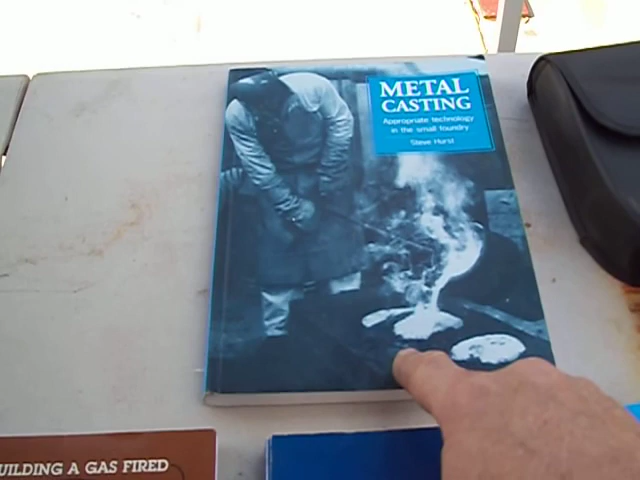 METAL
CASTING
Appropriate technology
in the small foundry
Steve Hurst
UILDING A GAS FIRED